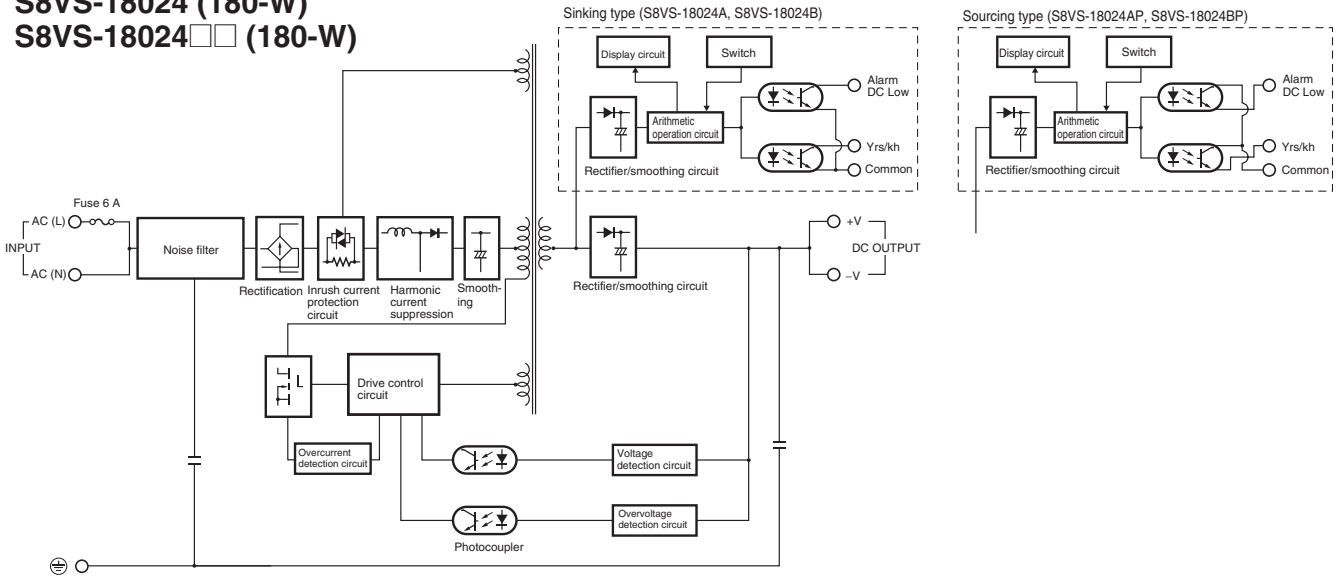 S8VS-18024 (180-W)
S8VS-18024□□ (180-W)
Sinking type (S8VS-18024A, S8VS-18024B)
Display circuit
Switch
Alarm
DC Low
Arithmetic
operation circuit
Yrs/kh
Common
Rectifier/smoothing circuit
Sourcing type (S8VS-18024AP, S8VS-18024BP)
Display circuit
Switch
Alarm
DC Low
Arithmetic
operation circuit
Yrs/kh
Common
Rectifier/smoothing circuit
Fuse 6 A
AC (L)
INPUT
AC (N)
Noise filter
Rectification
Inrush current
protection
circuit
Harmonic
current
suppression
Smooth-
ing
Rectifier/smoothing circuit
+V
DC OUTPUT
−V
Drive control
circuit
Overcurrent
detection circuit
Voltage
detection circuit
Overvoltage
detection circuit
Photocoupler